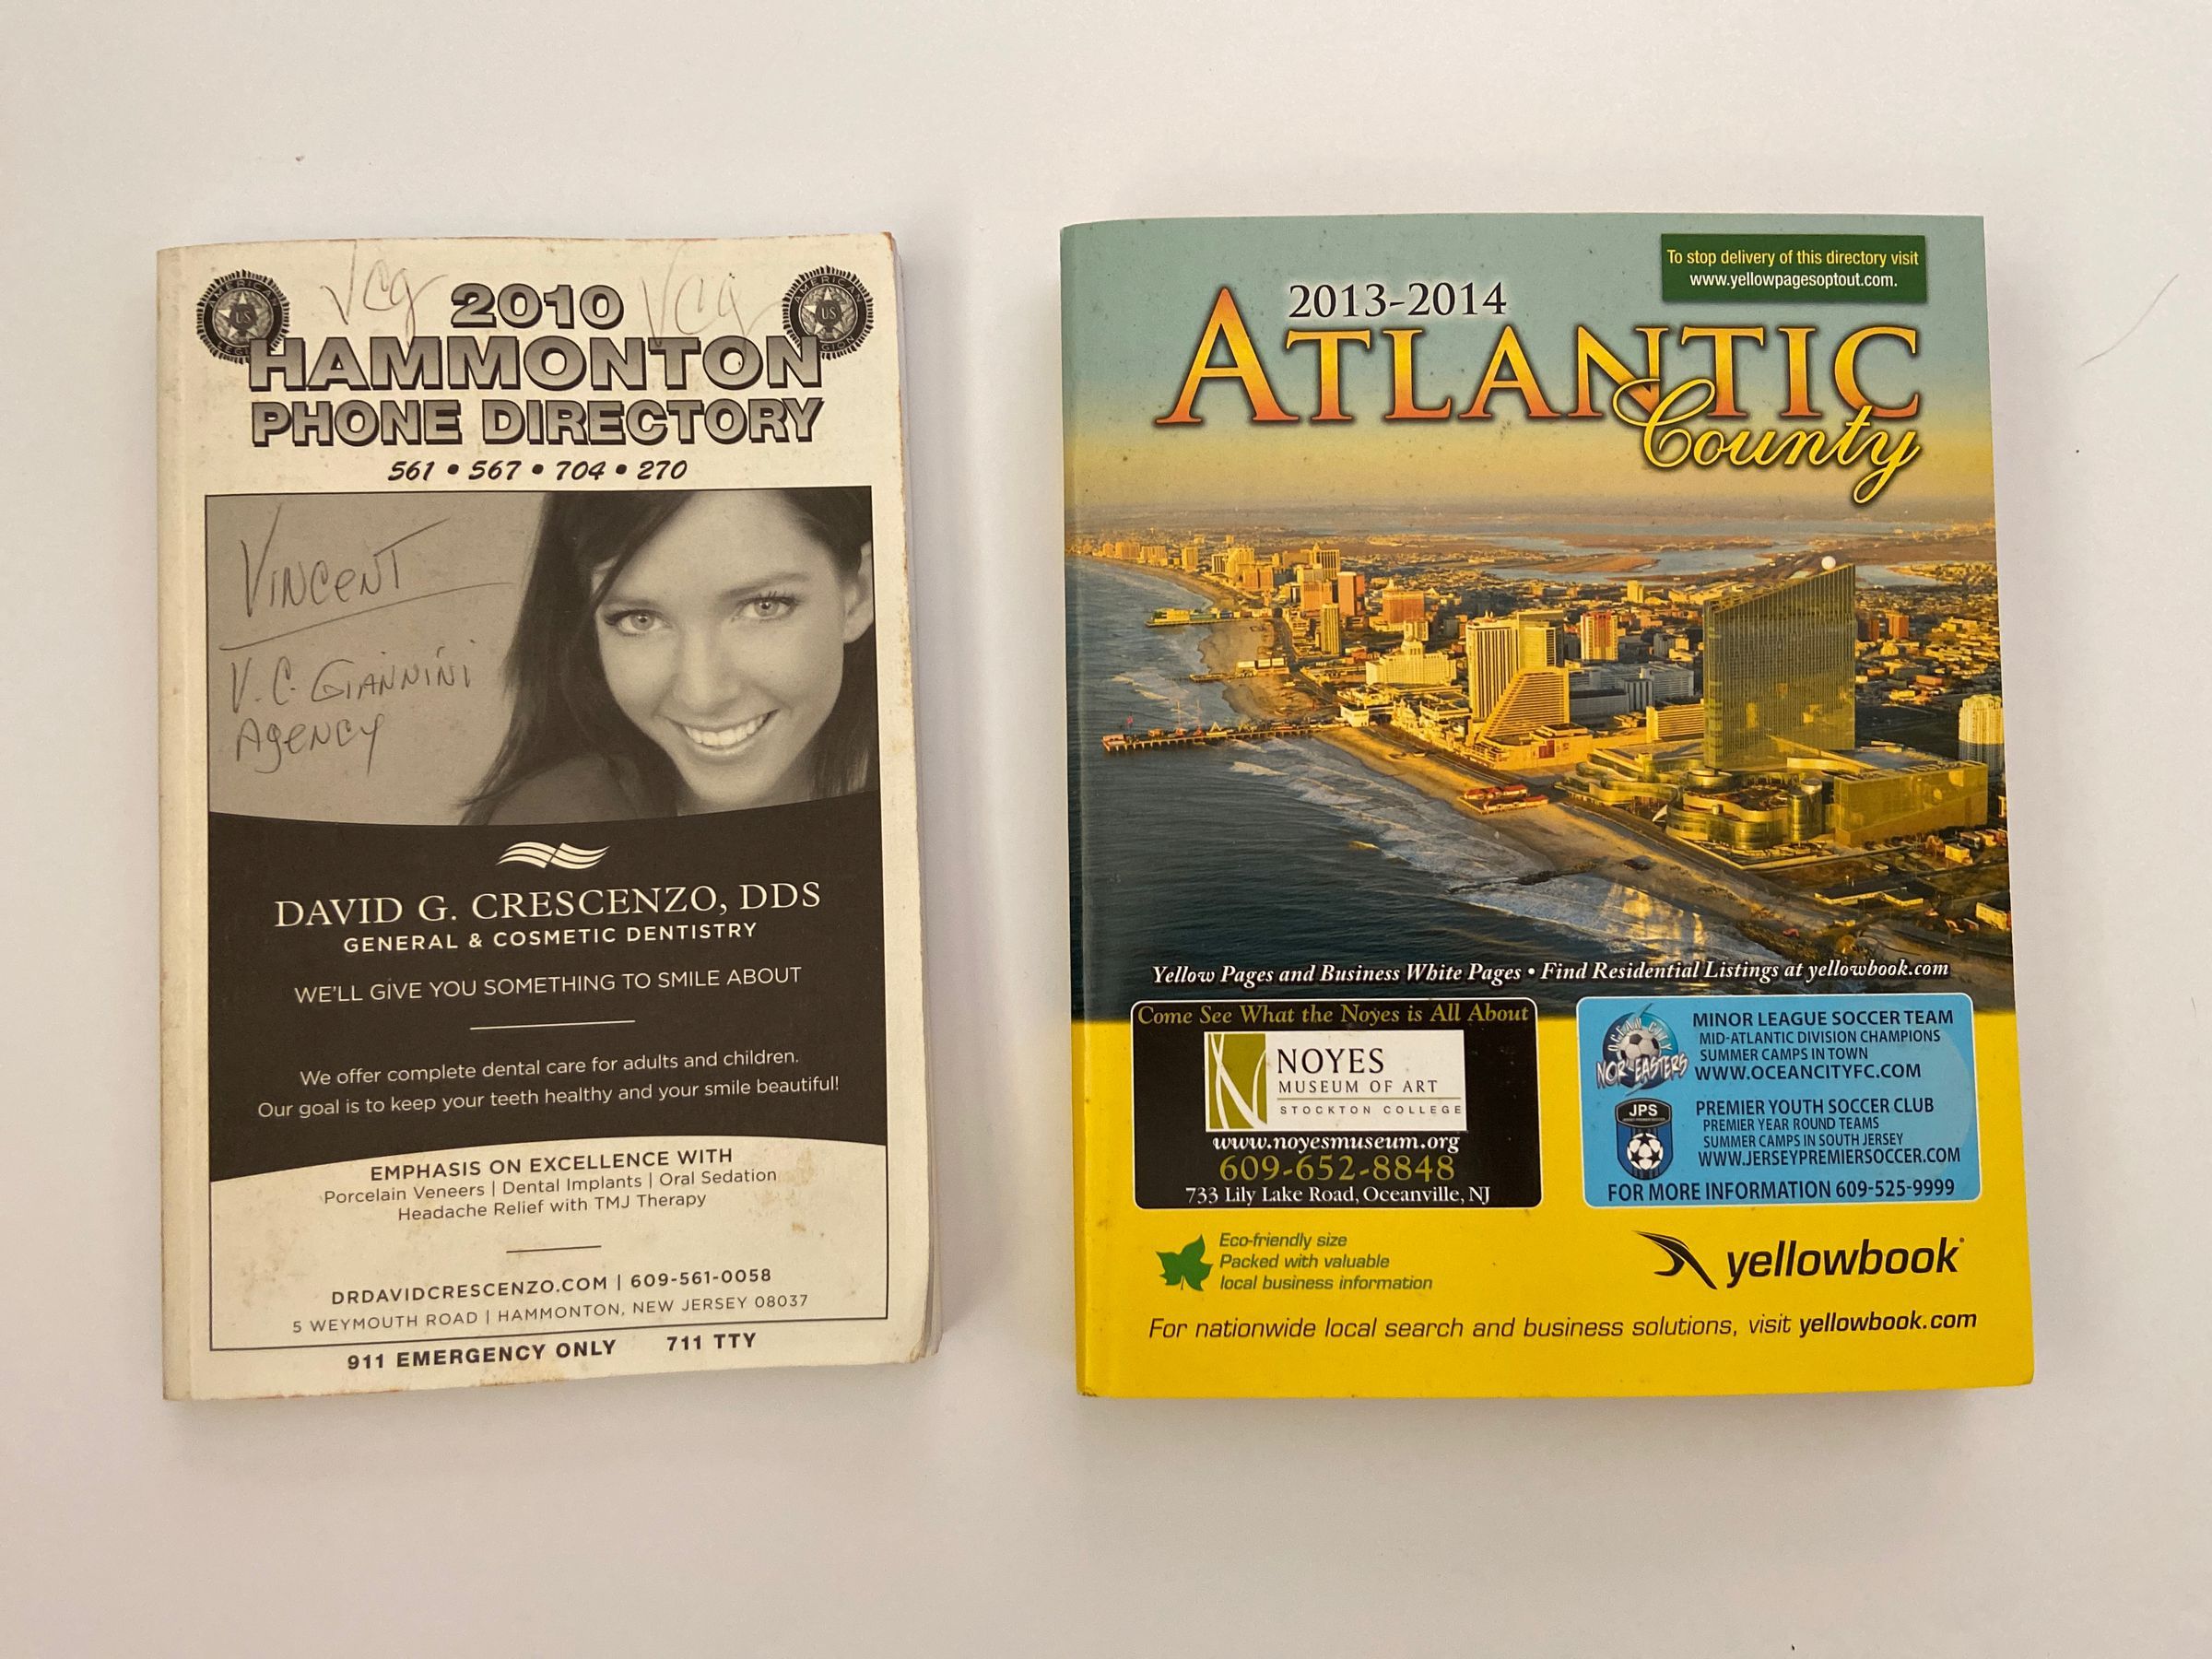 Vcg
Vcg
AMERICAN
LEGION
US
AMERICAN
LEGION
US
2010
HAMMONTON
PHONE DIRECTORY
561 • 567 • 704 • 270
VINCENT
V.C. GIANNINI
AGENCY
DAVID G. CRESCENZO, DDS
GENERAL & COSMETIC DENTISTRY
WE'LL GIVE YOU SOMETHING TO SMILE ABOUT
We offer complete dental care for adults and children.
Our goal is to keep your teeth healthy and your smile beautiful!
EMPHASIS ON EXCELLENCE WITH
Porcelain Veneers | Dental Implants | Oral Sedation
Headache Relief with TMJ Therapy
DRDAVIDCRESCENZO.COM | 609-561-0058
5 WEYMOUTH ROAD | HAMMONTON, NEW JERSEY 08037
911 EMERGENCY ONLY 711 TTY
To stop delivery of this directory visit
www.yellowpagesoptout.com.
2013-2014
ATLANTIC
County
Yellow Pages and Business White Pages • Find Residential Listings at yellowbook.com
Come See What the Noyes is All About
NOYES
MUSEUM OF ART
STOCKTON COLLEGE
www.noyesmuseum.org
609-652-8848
733 Lily Lake Road, Oceanville, NJ
OCEAN CITY
NOR'EASTERS
MINOR LEAGUE SOCCER TEAM
MID-ATLANTIC DIVISION CHAMPIONS
SUMMER CAMPS IN TOWN
WWW.OCEANCITYFC.COM
JPS
PREMIER YOUTH SOCCER CLUB
PREMIER YEAR ROUND TEAMS
SUMMER CAMPS IN SOUTH JERSEY
WWW.JERSEYPREMIERSOCCER.COM
FOR MORE INFORMATION 609-525-9999
Eco-friendly size
Packed with valuable
local business information
yellowbook
For nationwide local search and business solutions, visit yellowbook.com